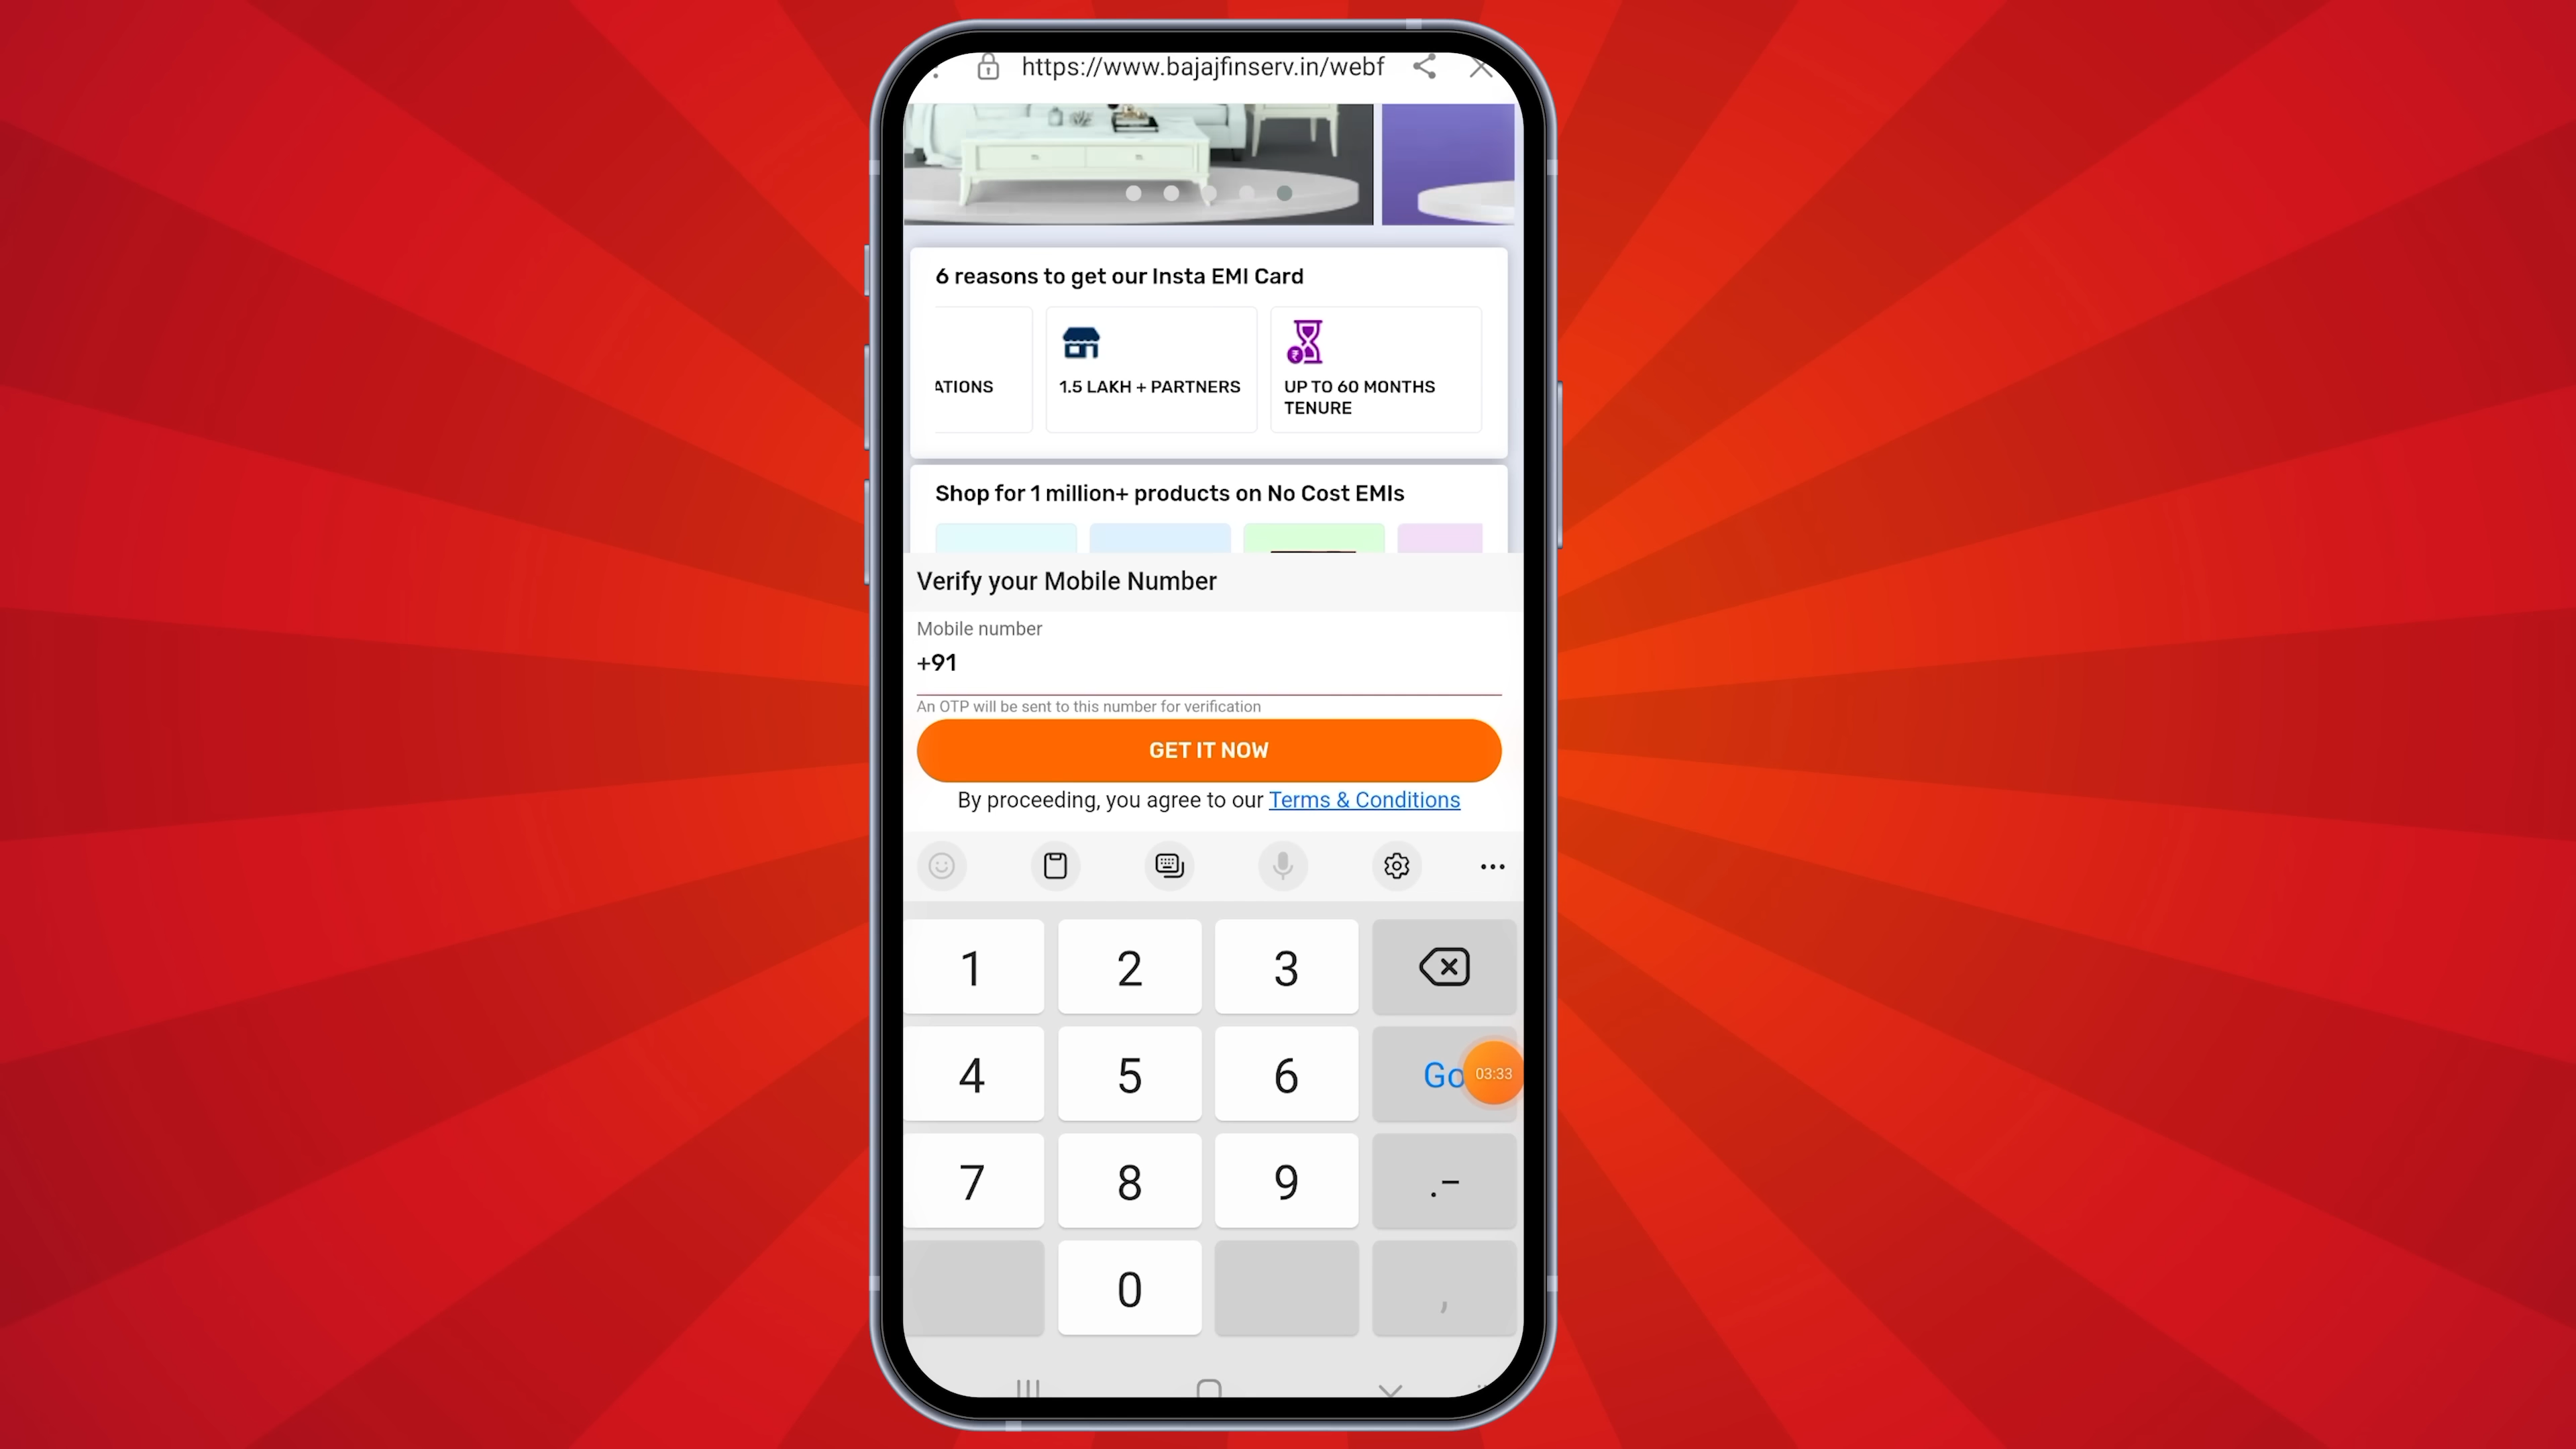 https://www.bajajfinserv.in/webf
6 reasons to get our Insta EMI Card
ATIONS
1.5 LAKH + PARTNERS
UP TO 60 MONTHS
TENURE
Shop for 1 million+ products on No Cost EMIs
Verify your Mobile Number
Mobile number
+91
An OTP will be sent to this number for verification
GET IT NOW
By proceeding, you agree to our Terms & Conditions
1 2 3
4 5 6 Go 03:33
7 8 9 .-
0 ,